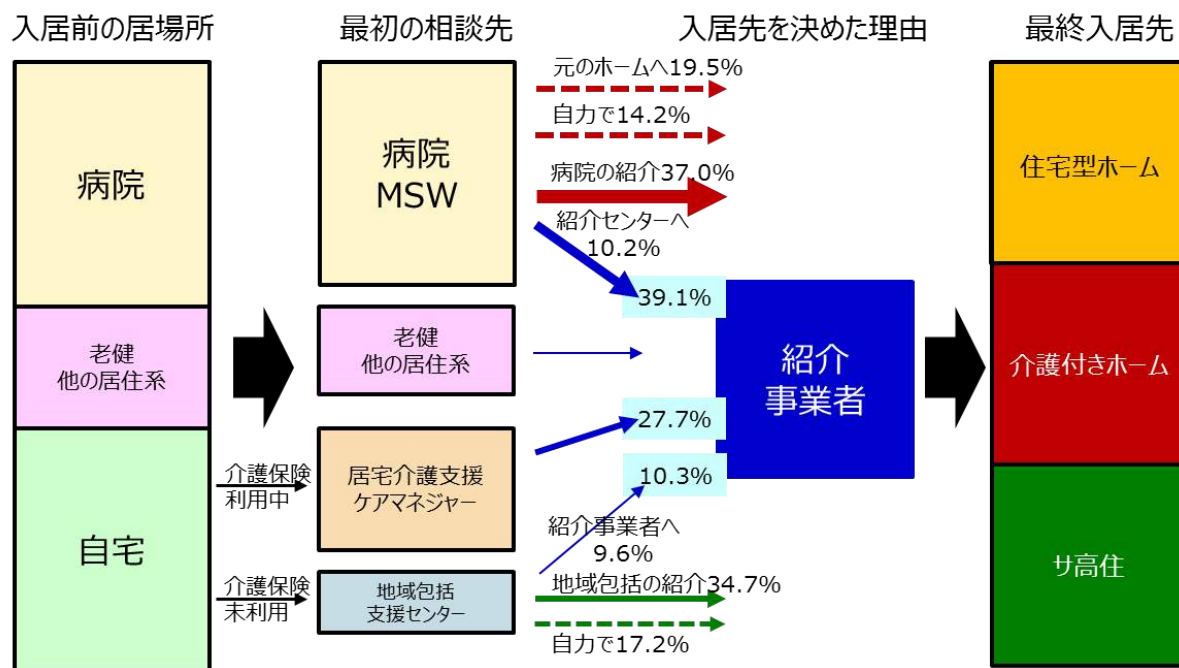 入居前の居場所
最初の相談先
入居先を決めた理由
最終入居先
病院
老健
他の居住系
自宅
介護保険
利用中
介護保険
未利用
病院
MSW
老健
他の居住系
居宅介護支援
ケアマネジャー
地域包括
支援センター
元のホームへ19.5%
自力で14.2%
病院の紹介37.0%
紹介センターへ
10.2%
39.1%
27.7%
10.3%
紹介事業者へ
9.6%
地域包括の紹介34.7%
自力で17.2%
紹介
事業者
住宅型ホーム
介護付きホーム
サ高住